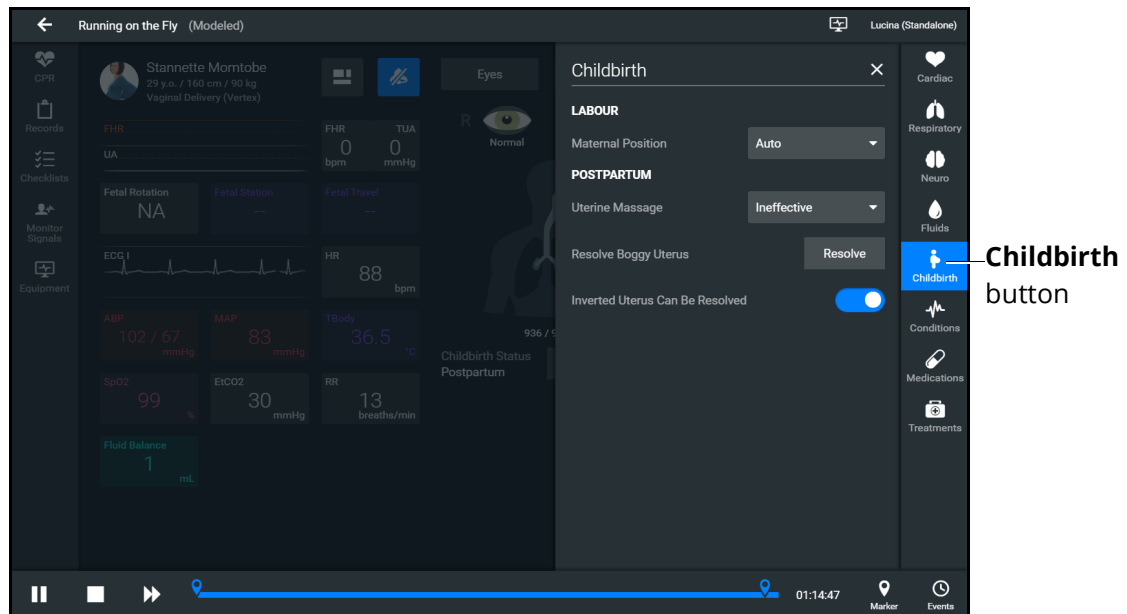 Running on the Fly (Modeled)
Lucina (Standalone)
CPR
Records
Checklists
Monitor
Signals
Equipment
Stannette Momtobe
29 y.o. / 160 cm / 90 kg
Vaginal Delivery (Vertex)
Eyes
FHR
UA
FHR TUA
0 0
bpm mmHg
R
Normal
Fetal Rotation
NA
Fetal Station
--
Fetal Travel
--
ECG I
HR
88
bpm
ABP
102 / 67
mmHg
MAP
83
mmHg
TBody
36.5
°C
936 / 9
Childbirth Status
Postpartum
SpO2
99
%
EtCO2
30
mmHg
RR
13
breaths/min
Fluid Balance
1
mL
Childbirth
LABOUR
Maternal Position Auto
POSTPARTUM
Uterine Massage Ineffective
Resolve Boggy Uterus Resolve
Inverted Uterus Can Be Resolved
Cardiac
Respiratory
Neuro
Fluids
Childbirth
Conditions
Medications
Treatments
Childbirth
button
01:14:47
Marker
Events